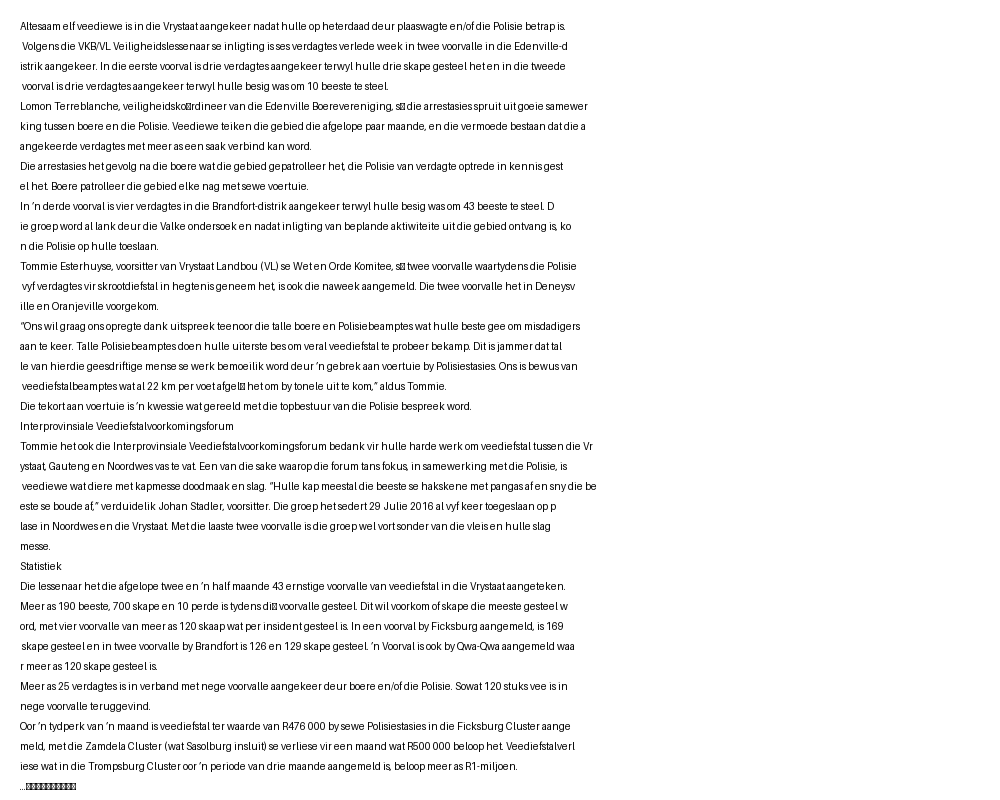 Altesaam elf veediewe is in die Vrystaat aangekeer nadat hulle op heterdaad deur plaaswagte en/of die Polisie betrap is.
Volgens die VKB/VL Veiligheidslessenaar se inligting is ses verdagtes verlede week in twee voorvalle in die Edenville-d
istrik aangekeer. In die eerste voorval is drie verdagtes aangekeer terwyl hulle drie skape gesteel het en in die tweede
voorval is drie verdagtes aangekeer terwyl hulle besig was om 10 beeste te steel.
Lomon Terreblanche, veiligheidsko▯rdineer van die Edenville Boerevereniging, s▯ die arrestasies spruit uit goeie samewer
king tussen boere en die Polisie. Veediewe teiken die gebied die afgelope paar maande, en die vermoede bestaan dat die a
angekeerde verdagtes met meer as een saak verbind kan word.
Die arrestasies het gevolg na die boere wat die gebied gepatrolleer het, die Polisie van verdagte optrede in kennis gest
el het. Boere patrolleer die gebied elke nag met sewe voertuie.
In ’n derde voorval is vier verdagtes in die Brandfort-distrik aangekeer terwyl hulle besig was om 43 beeste te steel. D
ie groep word al lank deur die Valke ondersoek en nadat inligting van beplande aktiwiteite uit die gebied ontvang is, ko
n die Polisie op hulle toeslaan.
Tommie Esterhuyse, voorsitter van Vrystaat Landbou (VL) se Wet en Orde Komitee, s▯ twee voorvalle waartydens die Polisie
vyf verdagtes vir skrootdiefstal in hegtenis geneem het, is ook die naweek aangemeld. Die twee voorvalle het in Deneysv
ille en Oranjeville voorgekom.
“Ons wil graag ons opregte dank uitspreek teenoor die talle boere en Polisiebeamptes wat hulle beste gee om misdadigers
aan te keer. Talle Polisiebeamptes doen hulle uiterste bes om veral veediefstal te probeer bekamp. Dit is jammer dat tal
le van hierdie geesdriftige mense se werk bemoeilik word deur ’n gebrek aan voertuie by Polisiestasies. Ons is bewus van
veediefstalbeamptes wat al 22 km per voet afgel▯ het om by tonele uit te kom,” aldus Tommie.
Die tekort aan voertuie is ’n kwessie wat gereeld met die topbestuur van die Polisie bespreek word.
Interprovinsiale Veediefstalvoorkomingsforum
Tommie het ook die Interprovinsiale Veediefstalvoorkomingsforum bedank vir hulle harde werk om veediefstal tussen die Vr
ystaat, Gauteng en Noordwes vas te vat. Een van die sake waarop die forum tans fokus, in samewerking met die Polisie, is
veediewe wat diere met kapmesse doodmaak en slag. “Hulle kap meestal die beeste se hakskene met pangas af en sny die be
este se boude af,” verduidelik Johan Stadler, voorsitter. Die groep het sedert 29 Julie 2016 al vyf keer toegeslaan op p
lase in Noordwes en die Vrystaat. Met die laaste twee voorvalle is die groep wel vort sonder van die vleis en hulle slag
messe.
Statistiek
Die lessenaar het die afgelope twee en ’n half maande 43 ernstige voorvalle van veediefstal in die Vrystaat aangeteken.
Meer as 190 beeste, 700 skape en 10 perde is tydens di▯ voorvalle gesteel. Dit wil voorkom of skape die meeste gesteel w
ord, met vier voorvalle van meer as 120 skaap wat per insident gesteel is. In een voorval by Ficksburg aangemeld, is 169
skape gesteel en in twee voorvalle by Brandfort is 126 en 129 skape gesteel. ’n Voorval is ook by Qwa-Qwa aangemeld waa
r meer as 120 skape gesteel is.
Meer as 25 verdagtes is in verband met nege voorvalle aangekeer deur boere en/of die Polisie. Sowat 120 stuks vee is in
nege voorvalle teruggevind.
Oor ’n tydperk van ’n maand is veediefstal ter waarde van R476 000 by sewe Polisiestasies in die Ficksburg Cluster aange
meld, met die Zamdela Cluster (wat Sasolburg insluit) se verliese vir een maand wat R500 000 beloop het. Veediefstalverl
iese wat in die Trompsburg Cluster oor ’n periode van drie maande aangemeld is, beloop meer as R1-miljoen.
...